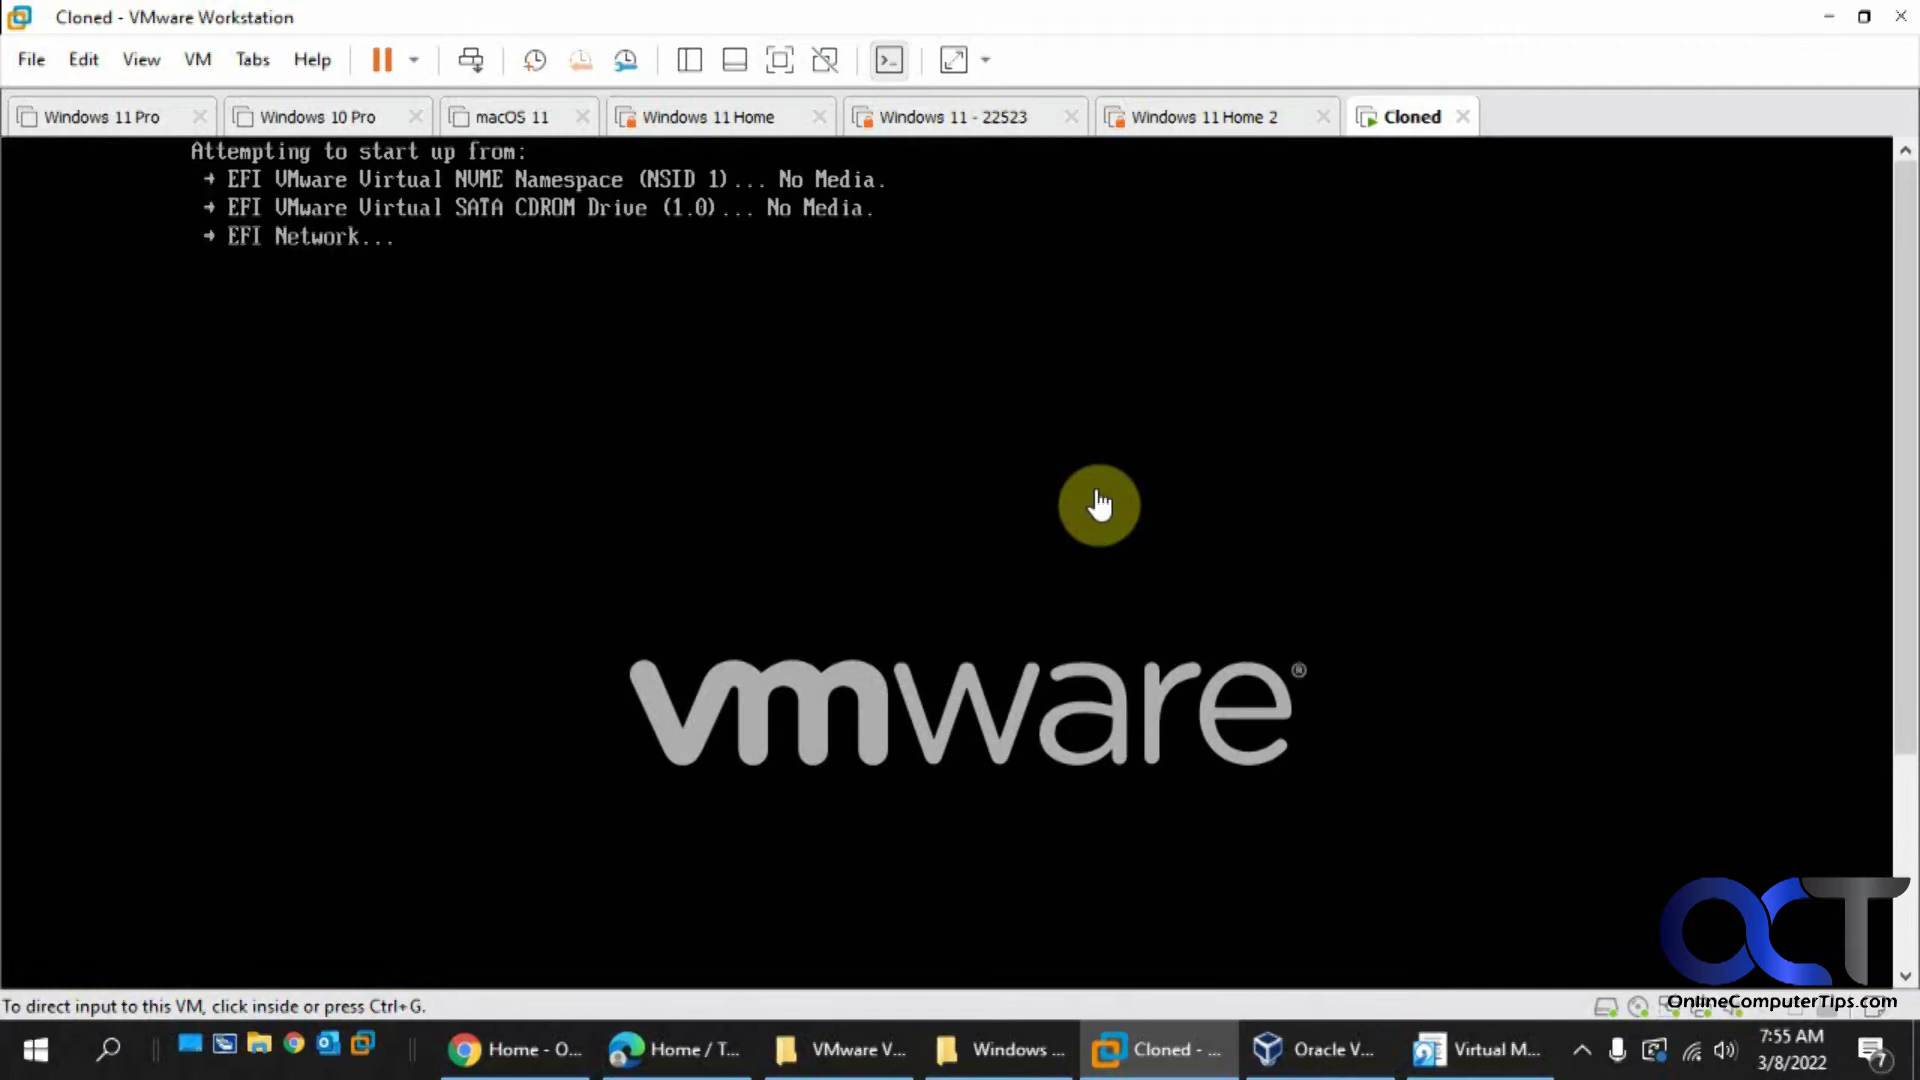 Cloned - VMware Workstation
File Edit View VM Tabs Help
Windows 11 Pro Windows 10 Pro macOS 11 Windows 11 Home Windows 11 - 22523 Windows 11 Home 2 Cloned
Attempting to start up from:
→ EFI VMware Virtual NVME Namespace (NSID 1)... No Media.
→ EFI VMware Virtual SATA CDROM Drive (1.0)... No Media.
→ EFI Network...
vmware®
OCT
OnlineComputerTips.com
To direct input to this VM, click inside or press Ctrl+G.
Home - O... Home / T... VMware V... Windows ... Cloned - ... Oracle V... Virtual M... 7:55 AM
3/8/2022
7